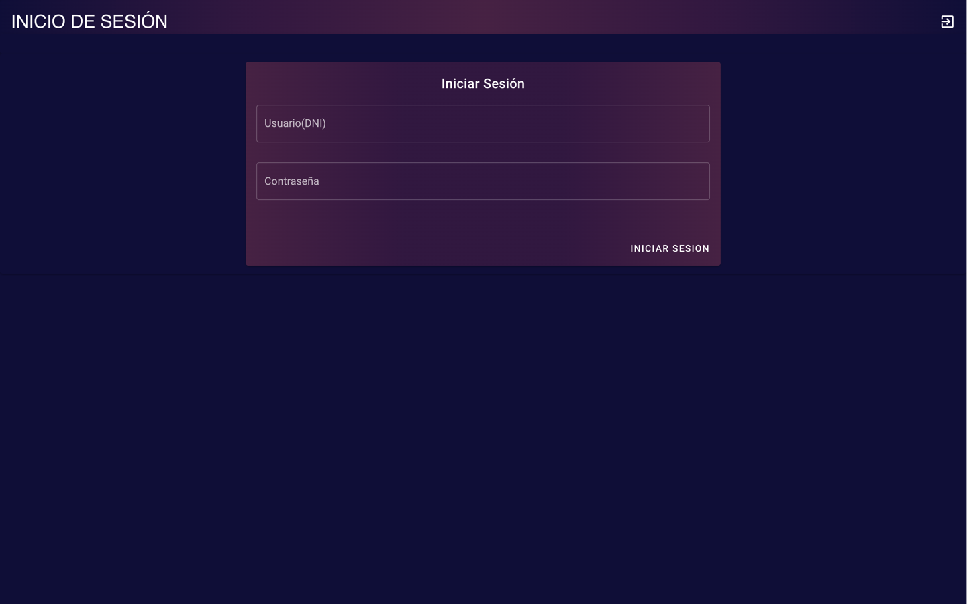 INICIO DE SESIÓN
Iniciar Sesión
Usuario(DNI)
Contraseña
INICIAR SESION